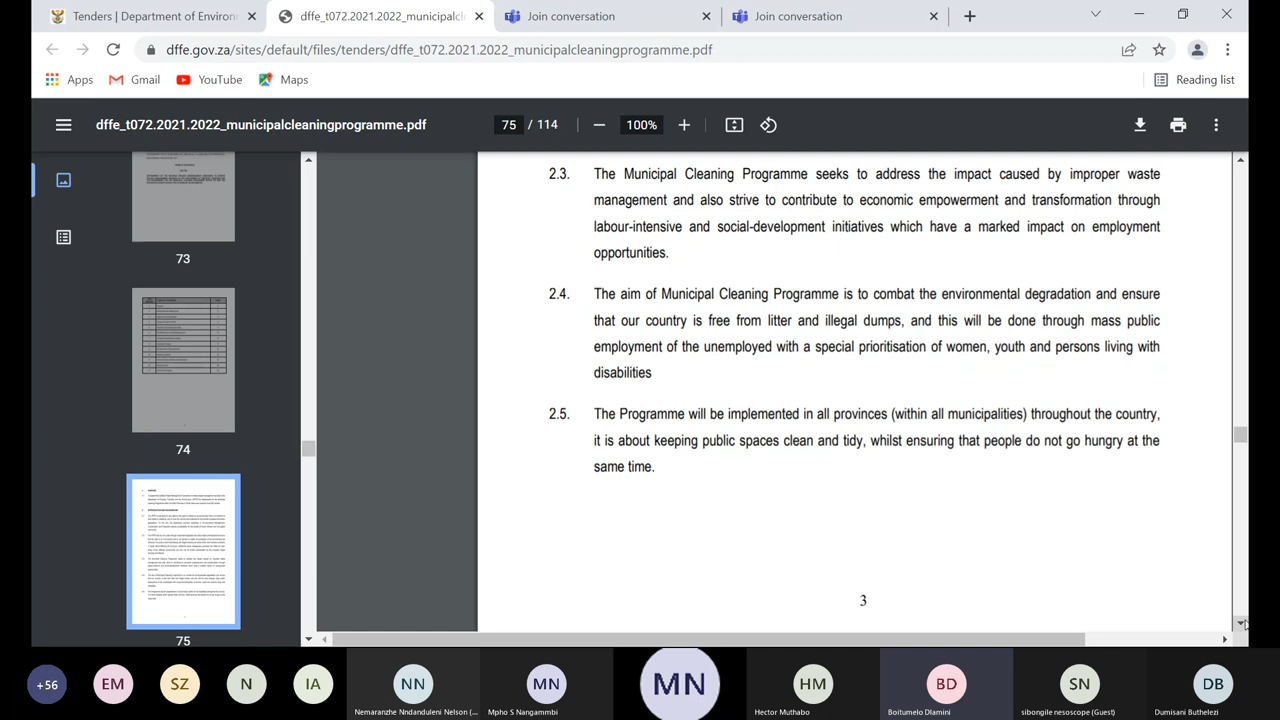 Tenders | Department of Environ
dffe_t072.2021.2022_municipalcl
Join conversation
Join conversation
dffe.gov.za/sites/default/files/tenders/dffe_t072.2021.2022_municipalcleaningprogramme.pdf
Apps
Gmail
YouTube
Maps
Reading list
dffe_t072.2021.2022_municipalcleaningprogramme.pdf
75 / 114
100%
73
74
75
2.3. The Municipal Cleaning Programme seeks to address the impact caused by improper waste
management and also strive to contribute to economic empowerment and transformation through
labour-intensive and social-development initiatives which have a marked impact on employment
opportunities.
2.4. The aim of Municipal Cleaning Programme is to combat the environmental degradation and ensure
that our country is free from litter and illegal dumps, and this will be done through mass public
employment of the unemployed with a special prioritisation of women, youth and persons living with
disabilities
2.5. The Programme will be implemented in all provinces (within all municipalities) throughout the country,
it is about keeping public spaces clean and tidy, whilst ensuring that people do not go hungry at the
same time.
3
+56
EM
SZ
N
IA
NN
MN
MN
HM
BD
SN
DB
Nemaranzhe Nndanduleni Nelson (...
Mpho S Nangambi
Hector Muthabo
Boitumelo Dlamini
sibongile nesoscope (Guest)
Dumisani Buthelezi